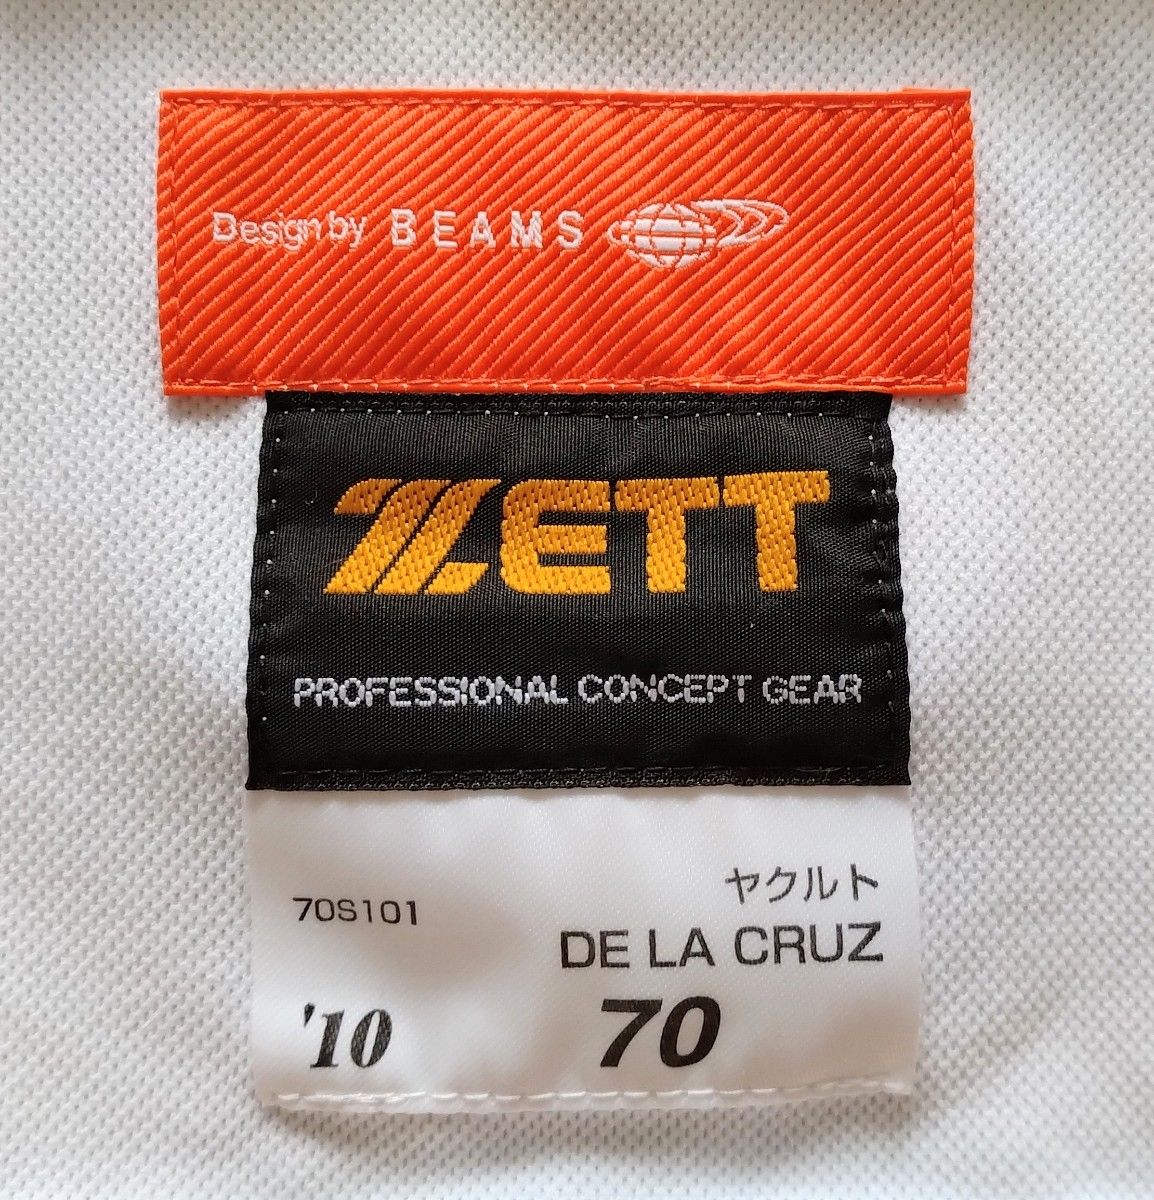 Design by BEAMS
ZETT
PROFESSIONAL CONCEPT GEAR
ヤクルト
70S101
DE LA CRUZ
'10 70